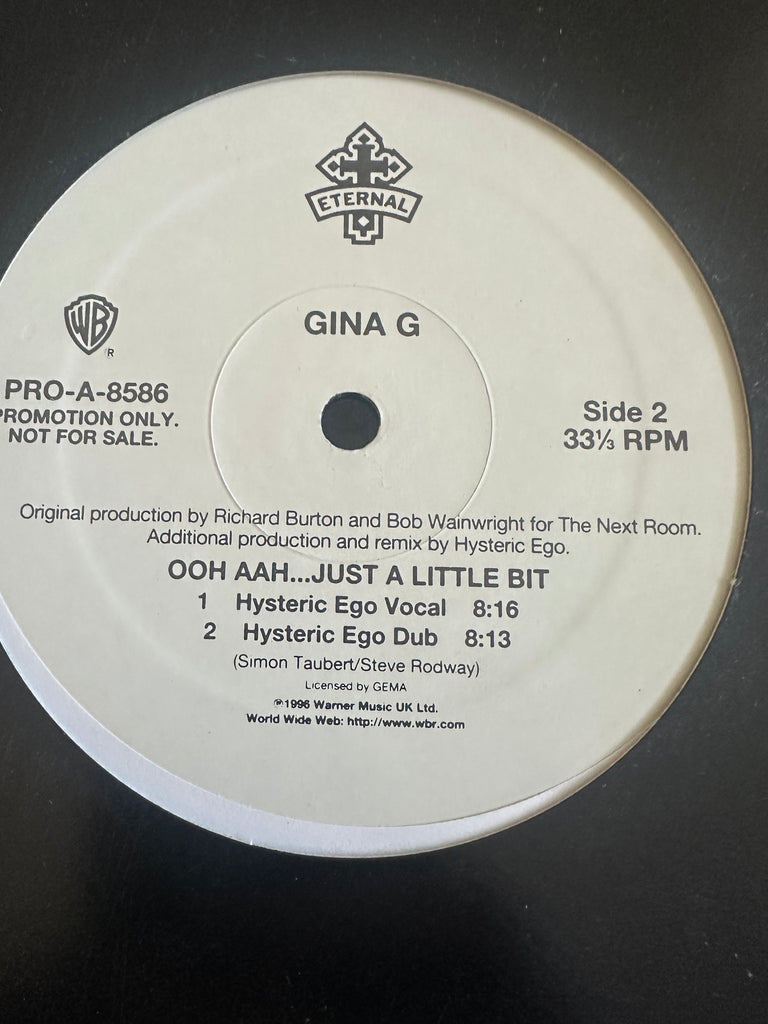 ETERNAL
WB
R
GINA G
PRO-A-8586
PROMOTION ONLY.
NOT FOR SALE.
Side 2
33⅓ RPM
Original production by Richard Burton and Bob Wainwright for The Next Room.
Additional production and remix by Hysteric Ego.
OOH AAH...JUST A LITTLE BIT
1 Hysteric Ego Vocal 8:16
2 Hysteric Ego Dub 8:13
(Simon Taubert/Steve Rodway)
Licensed by GEMA
℗1996 Warner Music UK Ltd.
World Wide Web: http://www.wbr.com